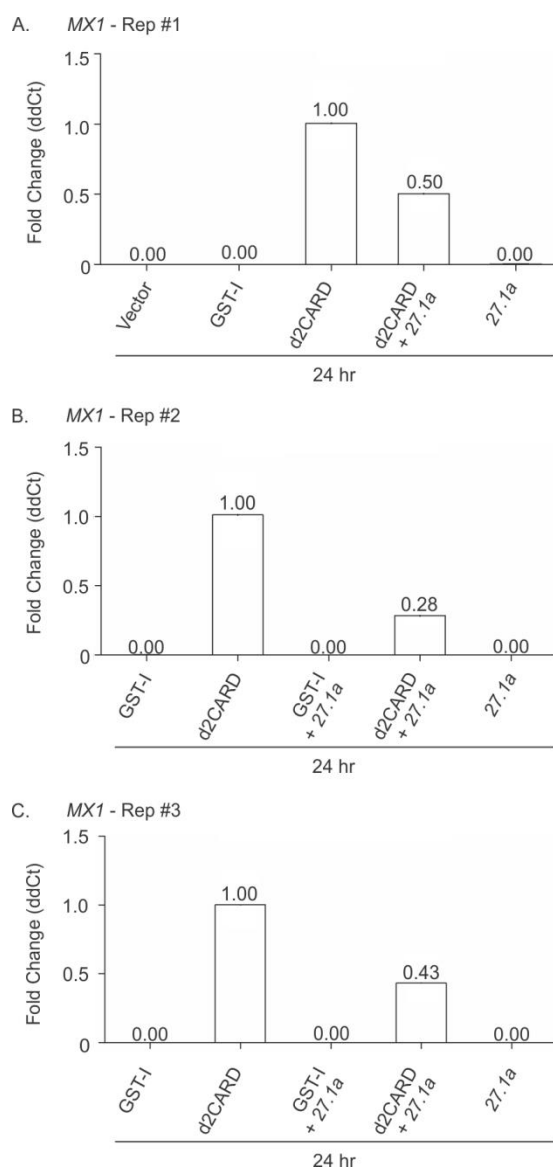 A. MX1 - Rep #1
Fold Change (ddCt)
1.5
1.0
0.5
0
0.00
0.00
1.00
0.50
0.00
Vector
GST-I
d2CARD
d2CARD
+ 27.1a
27.1a
24 hr
B. MX1 - Rep #2
Fold Change (ddCt)
1.5
1.0
0.5
0
0.00
1.00
0.00
0.28
0.00
GST-I
d2CARD
GST-I
+ 27.1a
d2CARD
+ 27.1a
27.1a
24 hr
C. MX1 - Rep #3
Fold Change (ddCt)
1.5
1.0
0.5
0
0.00
1.00
0.00
0.43
0.00
GST-I
d2CARD
GST-I
+ 27.1a
d2CARD
+ 27.1a
27.1a
24 hr